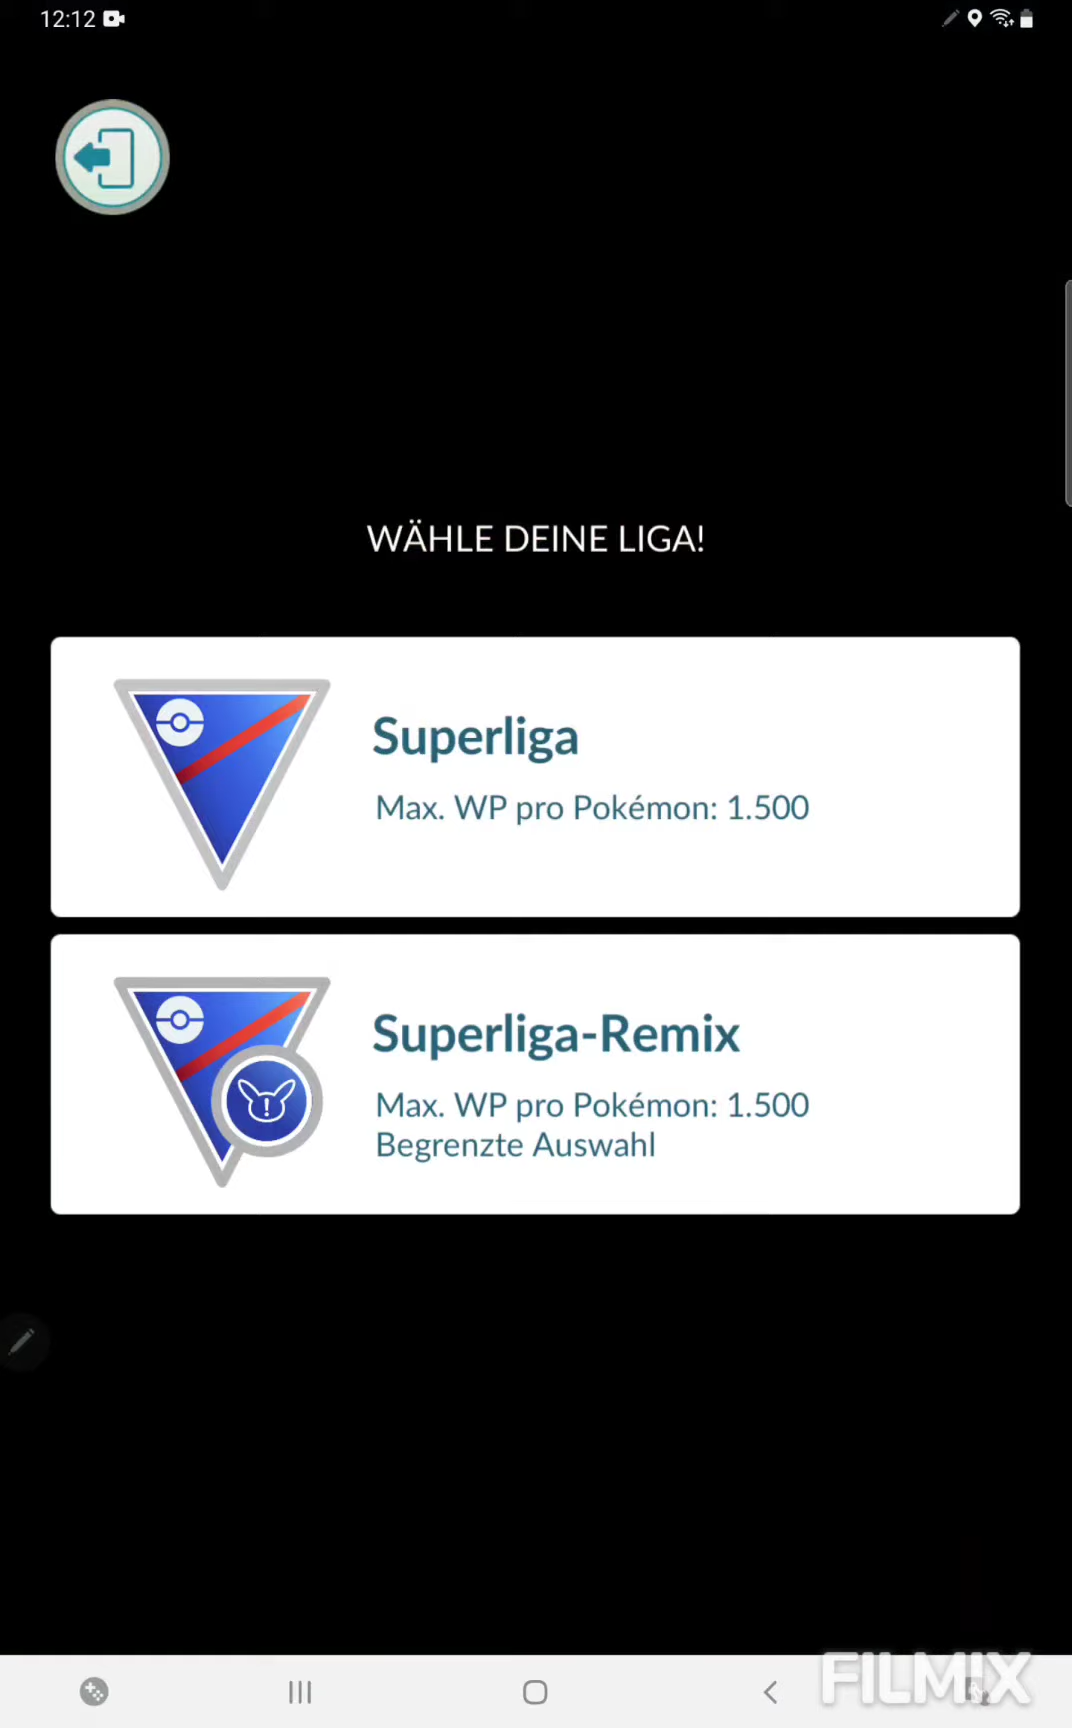 12:12
WÄHLE DEINE LIGA!
Superliga
Max. WP pro Pokémon: 1.500
Superliga-Remix
Max. WP pro Pokémon: 1.500
Begrenzte Auswahl
FILMIX